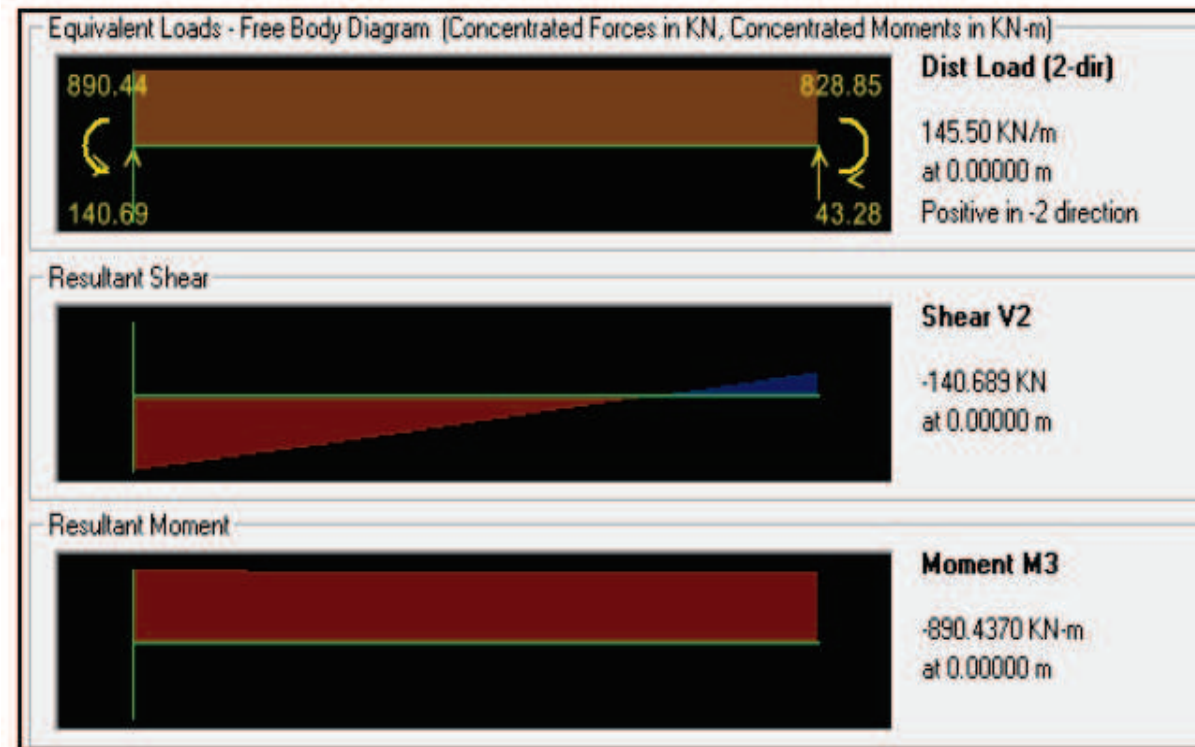 Equivalent Loads - Free Body Diagram (Concentrated Forces in KN, Concentrated Moments in KN-m)
890.44
828.85
140.69
43.28
Dist Load (2-dir)
145.50 KN/m
at 0.00000 m
Positive in -2 direction
Resultant Shear
Shear V2
-140.689 KN
at 0.00000 m
Resultant Moment
Moment M3
-890.4370 KN-m
at 0.00000 m